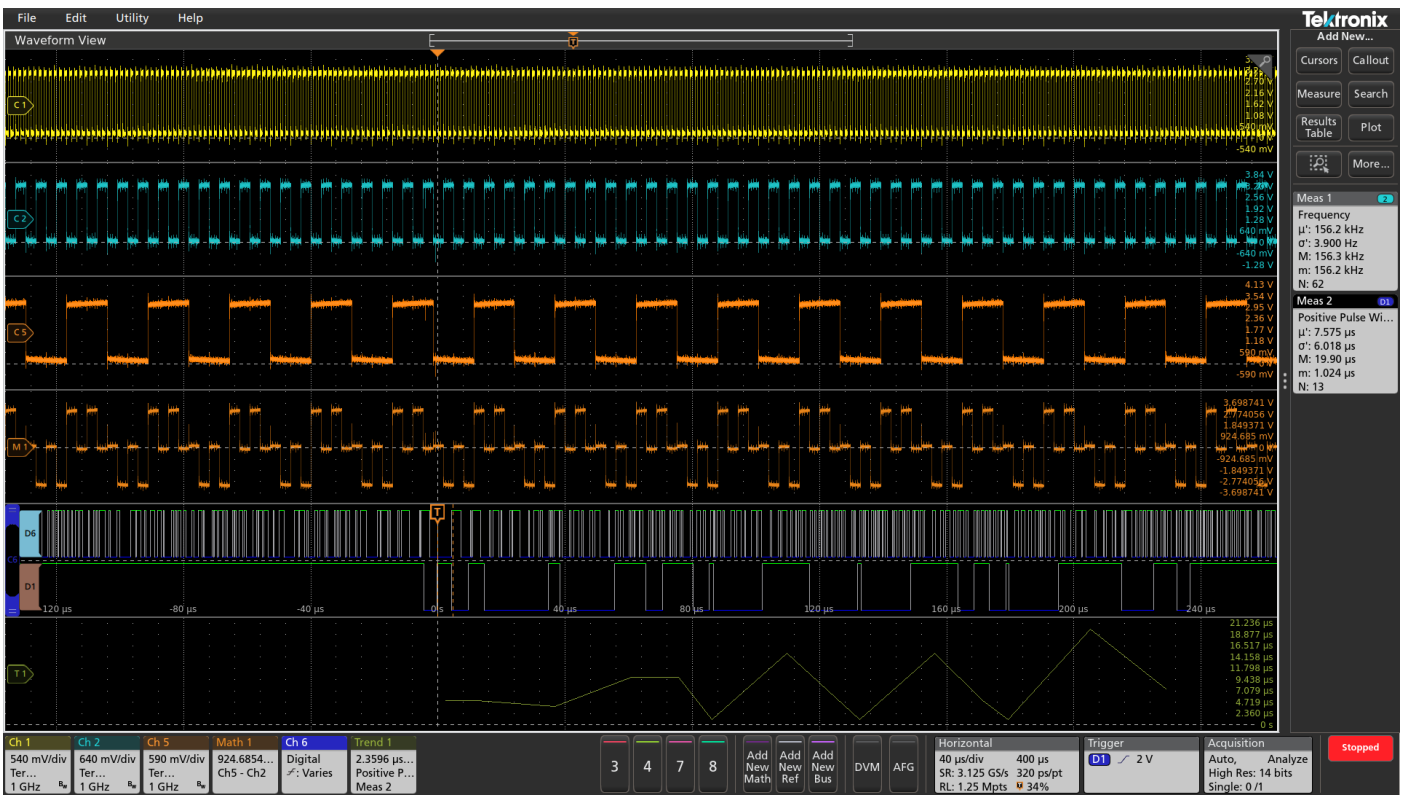 File Edit Utility Help
Tektronix
Waveform View
Add New...
Cursors Callout
Measure Search
Results Table Plot
More...
C 1
2.70 V
2.16 V
1.62 V
1.08 V
540 mV
-540 mV
C 2
3.84 V
3.20 V
2.56 V
1.92 V
1.28 V
640 mV
0 V
-640 mV
-1.28 V
C 5
4.13 V
3.54 V
2.95 V
2.36 V
1.77 V
1.18 V
590 mV
-590 mV
M 1
3.698741 V
2.774056 V
1.849371 V
924.685 mV
0 V
-924.685 mV
-1.849371 V
-2.774056 V
-3.698741 V
T
D6
C6
D1
120 µs -80 µs -40 µs 0 s 40 µs 80 µs 120 µs 160 µs 200 µs 240 µs
T 1
21.236 µs
18.877 µs
16.517 µs
14.158 µs
11.798 µs
9.438 µs
7.079 µs
4.719 µs
2.360 µs
0 s
Meas 1 2
Frequency
µ': 156.2 kHz
σ': 3.900 Hz
M: 156.3 kHz
m: 156.2 kHz
N: 62
Meas 2 D1
Positive Pulse Wi...
µ': 7.575 µs
σ': 6.018 µs
M: 19.90 µs
m: 1.024 µs
N: 13
Ch 1
540 mV/div
Ter...
1 GHz Bw
Ch 2
640 mV/div
Ter...
1 GHz Bw
Ch 5
590 mV/div
Ter...
1 GHz Bw
Math 1
924.6854...
Ch5 - Ch2
Ch 6
Digital
: Varies
Trend 1
2.3596 µs...
Positive P...
Meas 2
3 4 7 8
Add New Math
Add New Ref
Add New Bus
DVM AFG
Horizontal
40 µs/div 400 µs
SR: 3.125 GS/s 320 ps/pt
RL: 1.25 Mpts 34%
Trigger
D1 2 V
Acquisition
Auto, Analyze
High Res: 14 bits
Single: 0 /1
Stopped